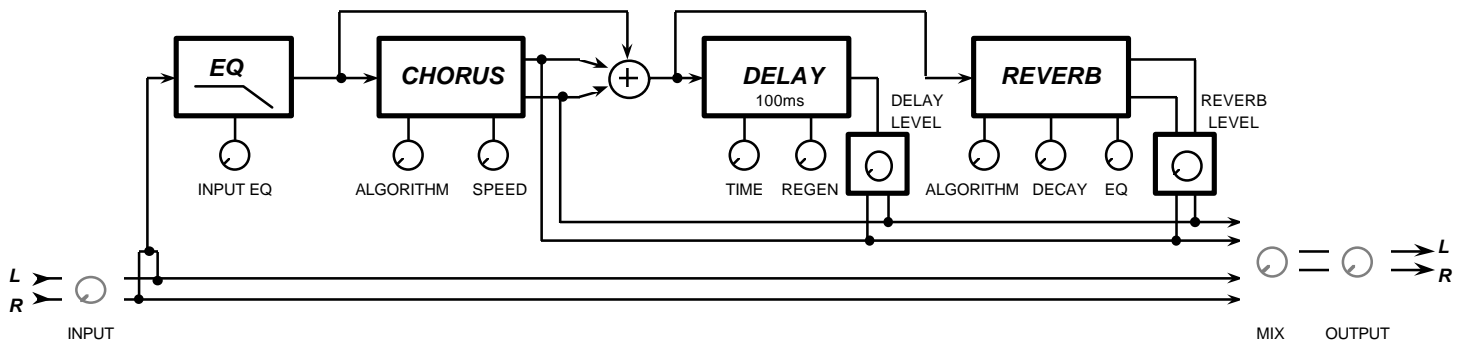 EQ
CHORUS
DELAY
100ms
REVERB
DELAY
LEVEL
REVERB
LEVEL
INPUT EQ
ALGORITHM
SPEED
TIME
REGEN
ALGORITHM
DECAY
EQ
L
R
INPUT
L
R
MIX
OUTPUT